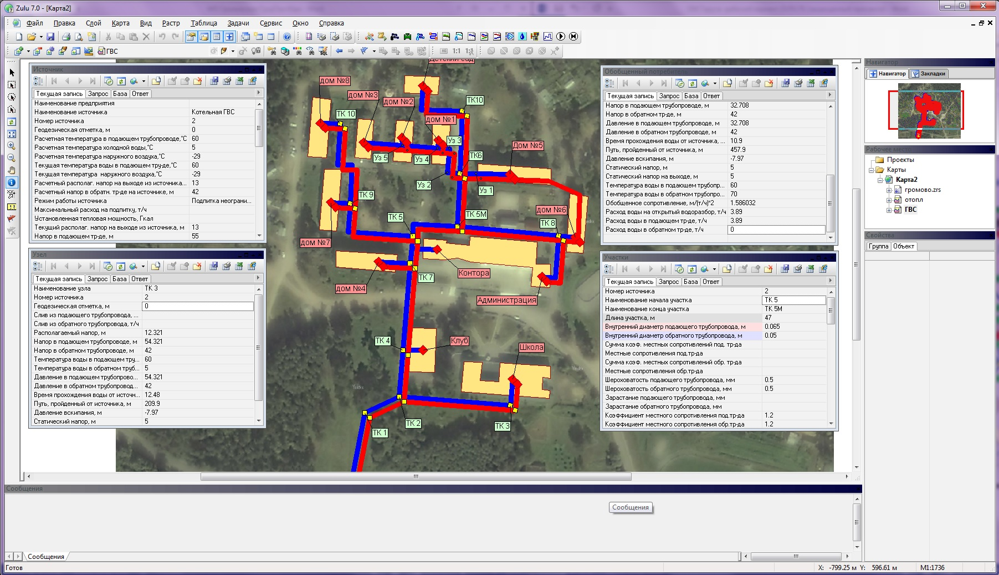 Zulu 7.0 - [Карта2]
Файл Правка Слой Карта Вид Растр Таблица Задачи Сервис Окно Справка
ГВС
1:1
SQL
Источник
Текущая запись Запрос База Ответ
Наименование предприятия
Наименование источника Котельная ГВС
Номер источника 2
Геодезическая отметка, м 0
Расчетная температура в подающем трубопроводе,°С 60
Расчетная температура холодной воды,°С 5
Расчетная температура наружного воздуха,°С -29
Текущая температура воды в подающем тру-де,°С 60
Текущая температура наружного воздуха,°С -29
Расчетный располаг. напор на выходе из источника... 13
Расчетный напор в обратн. тр-де на источнике, м 42
Режим работы источника Подпитка неограни...
Максимальный расход на подпитку, т/ч
Установленная тепловая мощность, Гкал
Текущий располаг. напор на выходе из источника, м 13
Напор в подающем тр-де, м 55
Узел
Текущая запись Запрос База Ответ
Наименование узла ТК 3
Номер источника 2
Геодезическая отметка, м 0
Слив из подающего трубопровода, ...
Слив из обратного трубопровода, т/ч
Располагаемый напор, м 12.321
Напор в подающем трубопроводе, м 54.321
Напор в обратном трубопроводе, м 42
Температура воды в подающем тру... 60
Температура воды в обратном труб... 5
Давление в подающем трубопрово... 54.321
Давление в обратном трубопровод... 42
Время прохождения воды от источн... 12.48
Путь, пройденный от источника, м 209.9
Давление вскипания, м -7.97
Статический напор, м 5
Детский сад
дом №8
дом №3
дом №2
ТК10
ТК 10
дом №1
Уз 3
Дом №5
Уз 5
Уз 4
ТК6
Уз 2
Уз 1
ТК 9
дом №6
ТК 5
ТК 5М
ТК 8
Yandex
дом №7
Контора
ТК 7
дом №4
Администрация
ТК 4
Клуб
Школа
Yandex
Yandex
ТК 2
ТК 3
ТК 1
Обобщенный потребитель
Текущая запись Запрос База Ответ
Напор в подающем трубопроводе, м 32.708
Напор в обратном тр-де, м 42
Давление в подающем трубопроводе, м 32.708
Давление в обратном трубопроводе, м 42
Время прохождения воды от источника, ... 10.9
Путь, пройденный от источника, м 457.9
Давление вскипания, м -7.97
Статический напор, м 5
Статический напор на выходе, м 5
Температура воды в подающем трубопр... 60
Температура воды в обратном трубопро... 70
Обобщенное сопротивление, м/(т/ч)^2 1.586032
Расход воды на открытый водоразбор, т/ч 3.89
Расход воды в подающем тр-де, т/ч 3.89
Расход воды в обратном тр-де, т/ч 0
Участки
Текущая запись Запрос База Ответ
Номер источника 2
Наименование начала участка ТК 5
Наименование конца участка ТК 5М
Длина участка, м 47
Внутренний диаметр подающего трубопровода, м 0.065
Внутренний диаметр обратного трубопровода, м 0.05
Сумма коэф. местных сопротивлений под. тр-да
Местные сопротивления под.тр-да
Сумма коэф. местных сопротивлений обр. тр-да
Местные сопротивления обр.тр-да
Шероховатость подающего трубопровода, мм 0.5
Шероховатость обратного трубопровода, мм 0.5
Зарастание подающего трубопровода, мм
Зарастание обратного трубопровода, мм
Коэффициент местного сопротивления под.тр-да 1.2
Коэффициент местного сопротивления обр.тр-да 1.2
Навигатор
Навигатор Закладки
Рабочее место
Проекты
Карты
Карта2
громово.zrs
отопл
ГВС
Свойства
Группа Объект
Сообщения
Сообщения
Сообщения
Готов
X: -799.25 м Y: 596.61 м М1:1736